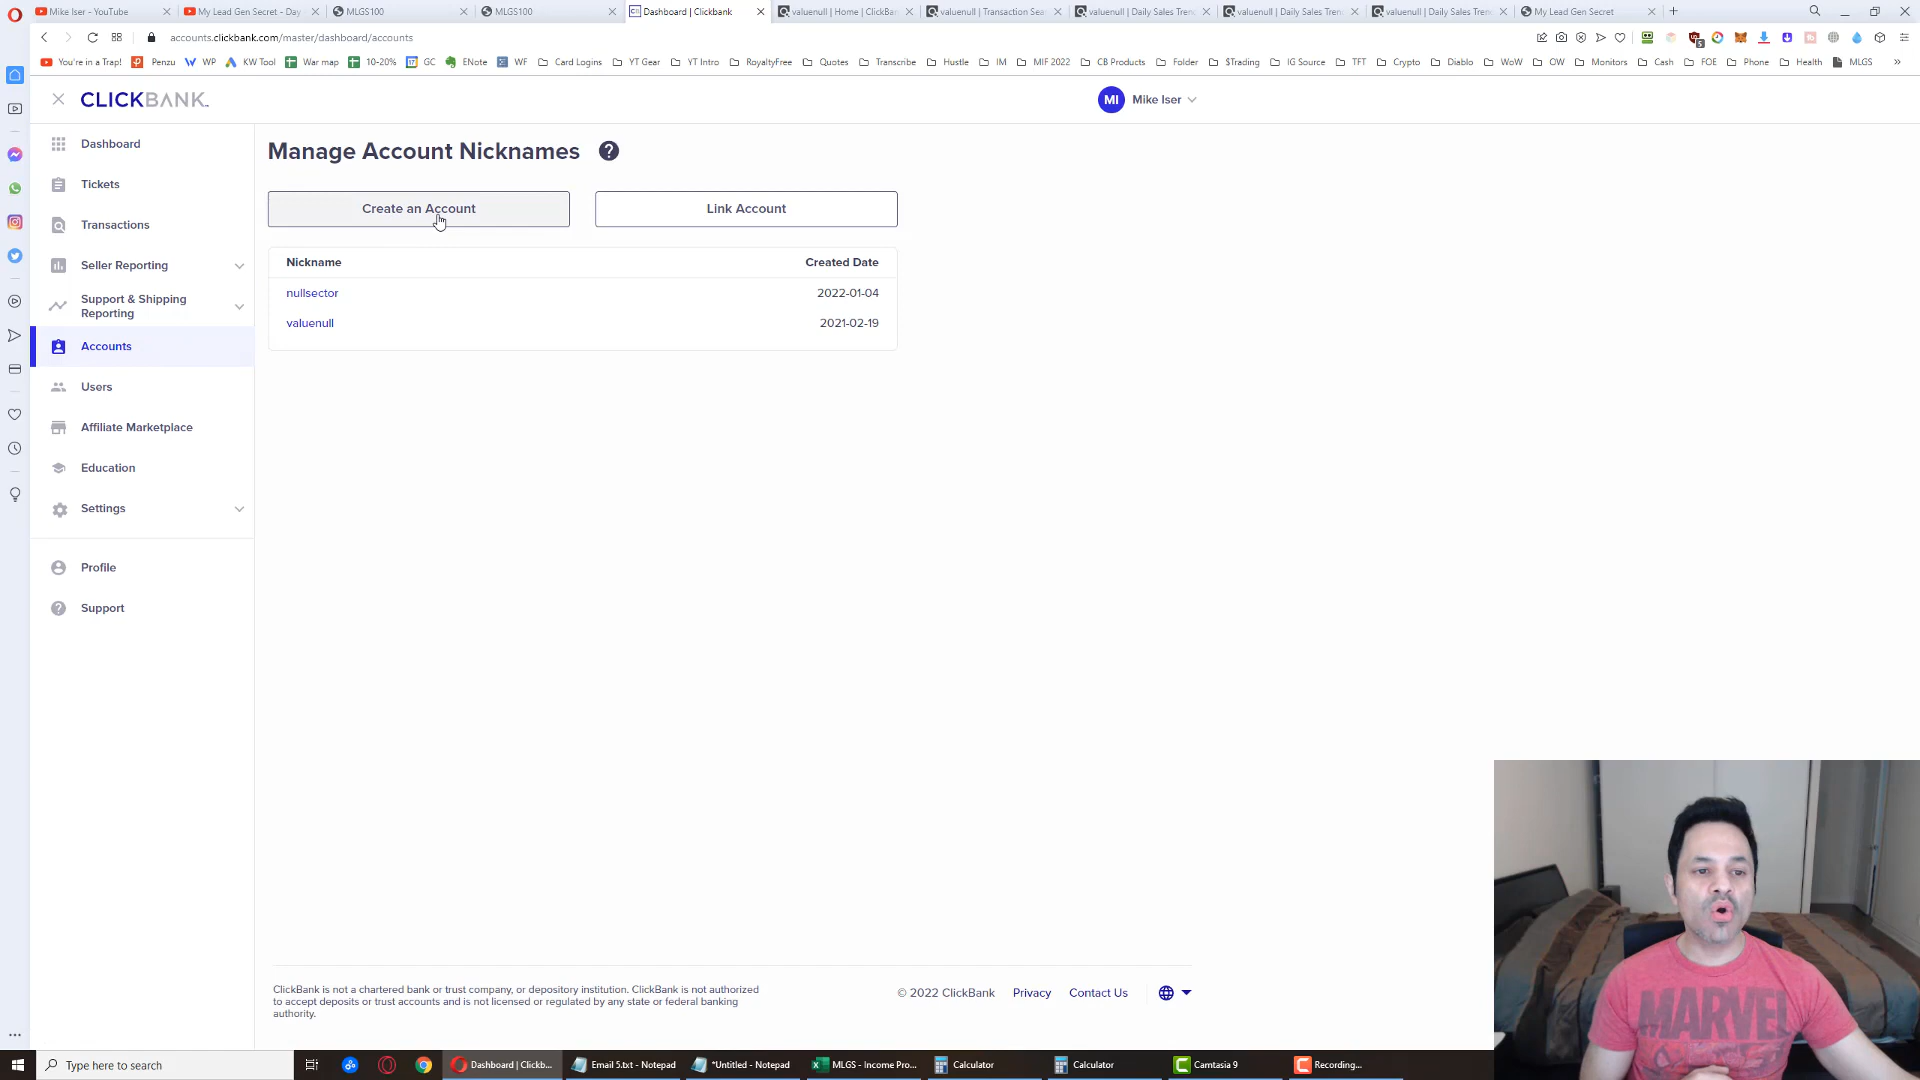 Mike Iser - YouTube
My Lead Gen Secret - Day
MLGS100
MLGS100
Dashboard | Clickbank
valuenull | Home | ClickBan
valuenull | Transaction Sea
valuenull | Daily Sales Tren
valuenull | Daily Sales Tren
valuenull | Daily Sales Tren
My Lead Gen Secret
accounts.clickbank.com/master/dashboard/accounts
You're in a Trap!
Penzu
WP
KW Tool
War map
10-20%
GC
ENote
WF
Card Logins
YT Gear
YT Intro
RoyaltyFree
Quotes
Transcribe
Hustle
IM
MIF 2022
CB Products
Folder
$Trading
IG Source
TFT
Crypto
Diablo
WoW
OW
Monitors
Cash
FOE
Phone
Health
MLGS
CLICKBANK
MI Mike Iser
Dashboard
Tickets
Transactions
Seller Reporting
Support & Shipping
Reporting
Accounts
Users
Affiliate Marketplace
Education
Settings
Profile
Support
Manage Account Nicknames
Create an Account
Link Account
Nickname Created Date
nullsector 2022-01-04
valuenull 2021-02-19
ClickBank is not a chartered bank or trust company, or depository institution. ClickBank is not authorized
to accept deposits or trust accounts and is not licensed or regulated by any state or federal banking
authority.
© 2022 ClickBank Privacy Contact Us
MARVEL
Type here to search
Dashboard | Clickb...
Email 5.txt - Notepad
*Untitled - Notepad
MLGS - Income Pro...
Calculator
Calculator
Camtasia 9
Recording...